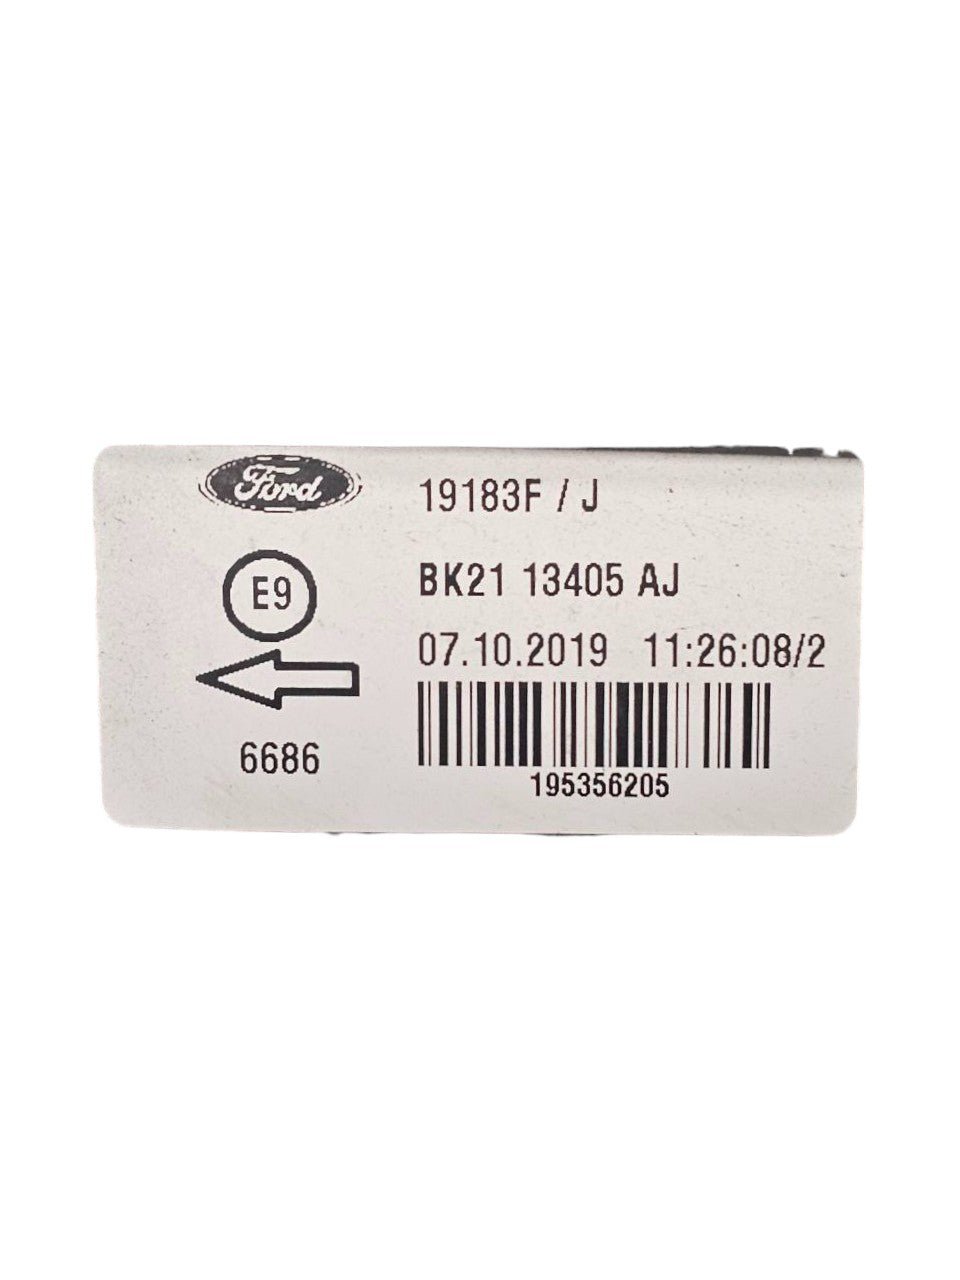 Ford
19183F / J
E9
BK21 13405 AJ
07.10.2019 11:26:08/2
6686
195356205